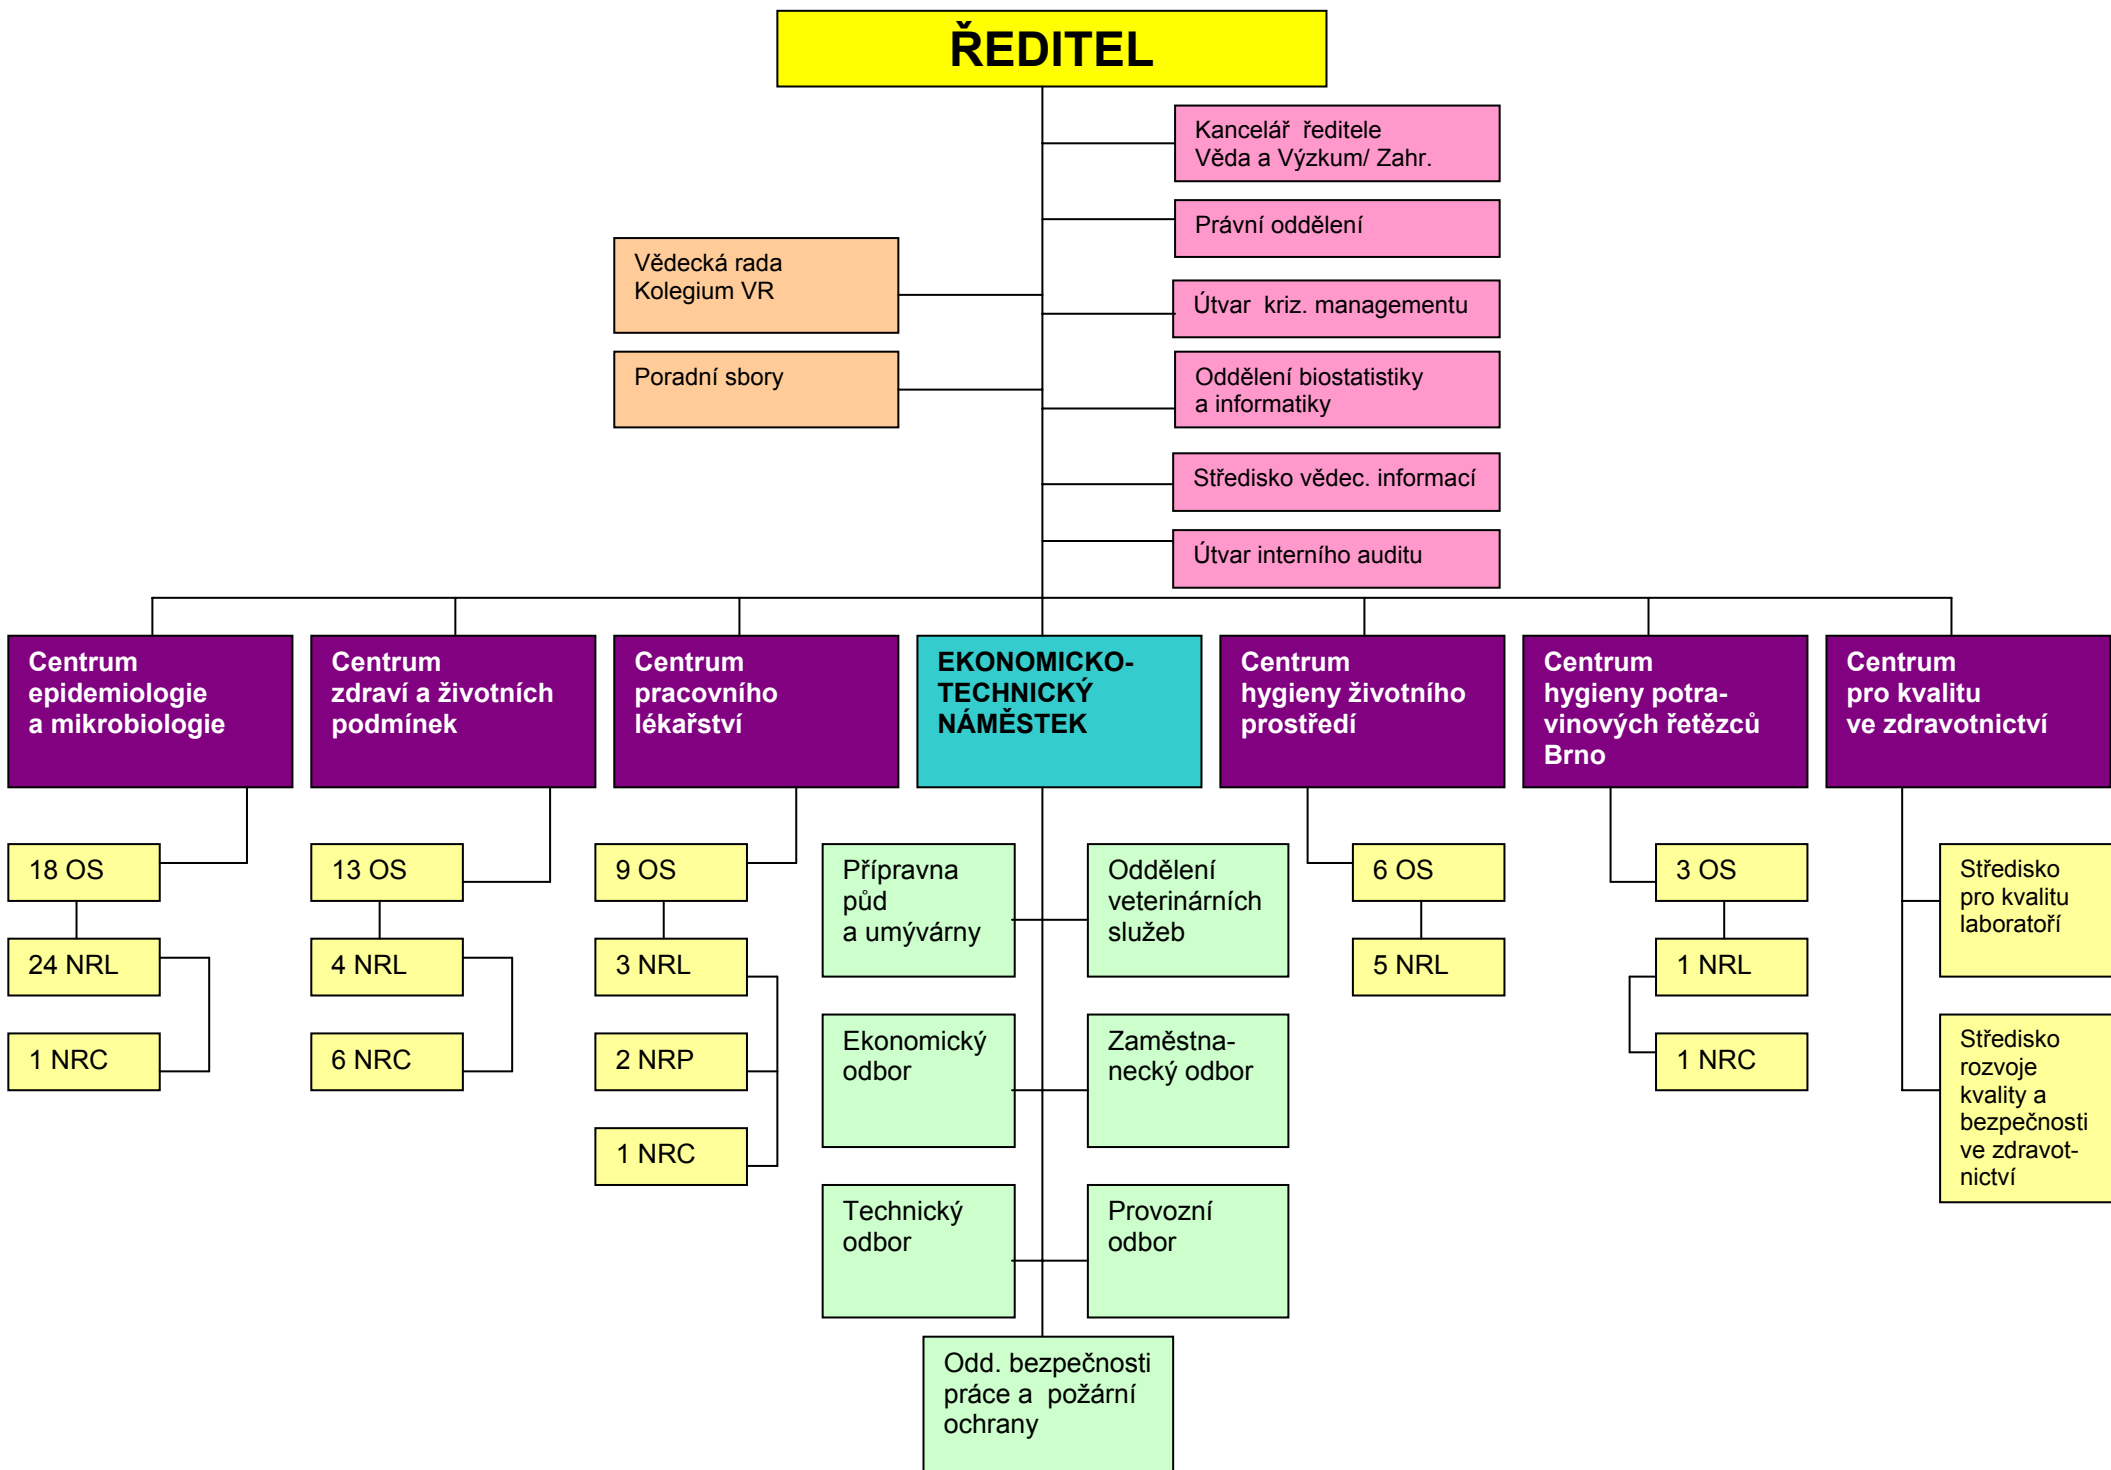 ŘEDITEL
Kancelář ředitele
Věda a Výzkum/ Zahr.
Právní oddělení
Vědecká rada
Kolegium VR
Útvar kriz. managementu
Poradní sbory
Oddělení biostatistiky
a informatiky
Středisko vědec. informací
Útvar interního auditu
Centrum
epidemiologie
a mikrobiologie
Centrum
zdraví a životních
podmínek
Centrum
pracovního
lékařství
EKONOMICKO-
TECHNICKÝ
NÁMĚSTEK
Centrum
hygieny životního
prostředí
Centrum
hygieny potra-
vinových řetězců
Brno
Centrum
pro kvalitu
ve zdravotnictví
18 OS
24 NRL
1 NRC
13 OS
4 NRL
6 NRC
9 OS
3 NRL
2 NRP
1 NRC
Přípravna
půd
a umývárny
Oddělení
veterinárních
služeb
Ekonomický
odbor
Zaměstna-
necký odbor
Technický
odbor
Provozní
odbor
Odd. bezpečnosti
práce a požární
ochrany
6 OS
5 NRL
3 OS
1 NRL
1 NRC
Středisko
pro kvalitu
laboratoří
Středisko
rozvoje
kvality a
bezpečnosti
ve zdravot-
nictví